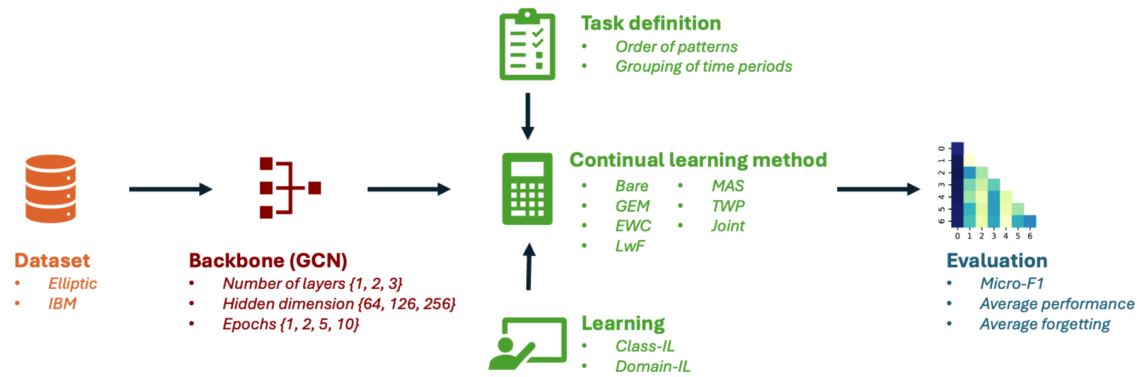 Task definition
• Order of patterns
• Grouping of time periods
Dataset
• Elliptic
• IBM
Backbone (GCN)
• Number of layers {1, 2, 3}
• Hidden dimension {64, 126, 256}
• Epochs {1, 2, 5, 10}
Continual learning method
• Bare
• GEM
• EWC
• LwF
• MAS
• TWP
• Joint
Learning
• Class-IL
• Domain-IL
0
1
2
3
4
5
6
0 1 2 3 4 5 6
Evaluation
• Micro-F1
• Average performance
• Average forgetting